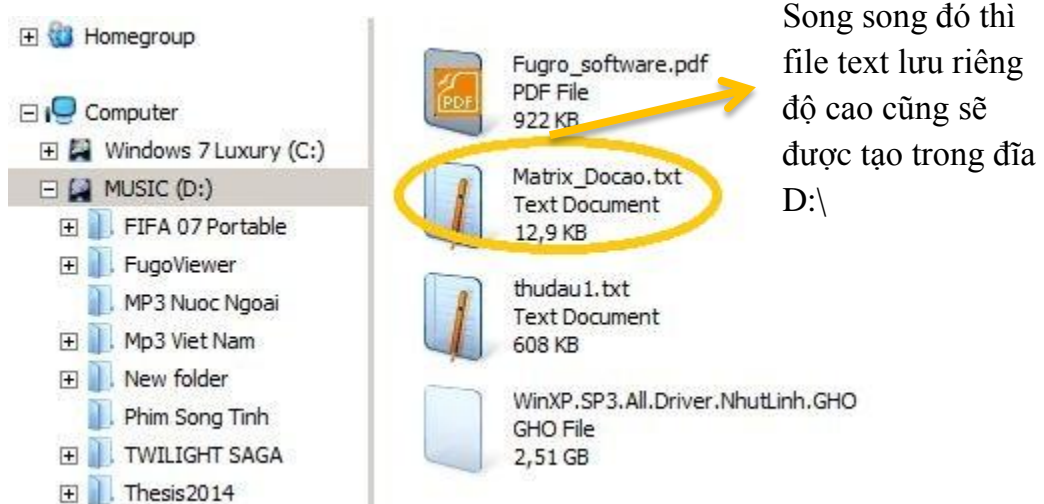 Homegroup
Computer
Windows 7 Luxury (C:)
MUSIC (D:)
FIFA 07 Portable
FugoViewer
MP3 Nuoc Ngoai
Mp3 Viet Nam
New folder
Phim Song Tinh
TWILIGHT SAGA
Thesis2014
PDF
Fugro_software.pdf
PDF File
922 KB
Matrix_Docao.txt
Text Document
12,9 KB
thudau1.txt
Text Document
608 KB
WinXP.SP3.All.Driver.NhutLinh.GHO
GHO File
2,51 GB
Song song đó thì
file text lưu riêng
độ cao cũng sẽ
được tạo trong đĩa
D:\